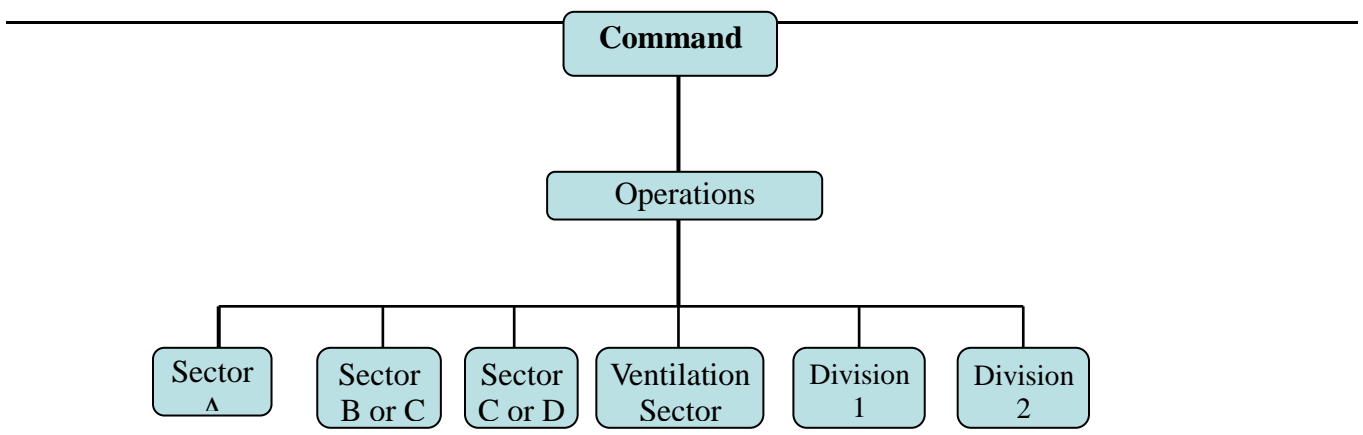 Command
Operations
Sector
A
Sector
B or C
Sector
C or D
Ventilation
Sector
Division
1
Division
2